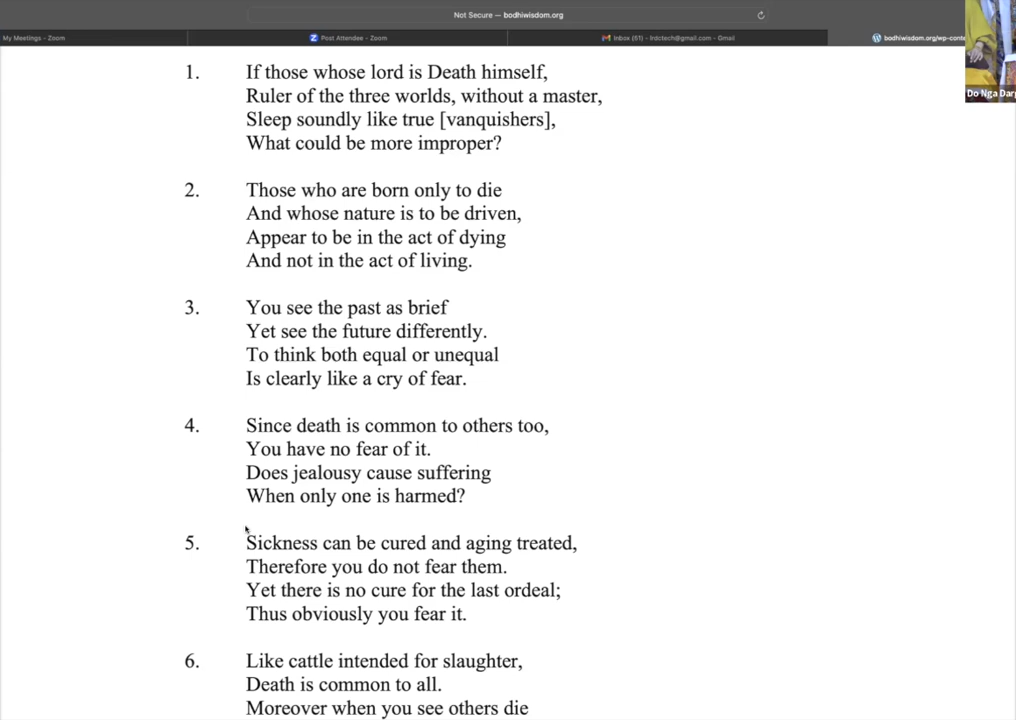 Not Secure — bodhiwisdom.org
My Meetings – Zoom
Post Attendee - Zoom
Inbox (61) - lrdctech@gmail.com - Gmail
bodhiwisdom.org/wp-conte
Do Nga Darg
1. If those whose lord is Death himself,
Ruler of the three worlds, without a master,
Sleep soundly like true [vanquishers],
What could be more improper?
2. Those who are born only to die
And whose nature is to be driven,
Appear to be in the act of dying
And not in the act of living.
3. You see the past as brief
Yet see the future differently.
To think both equal or unequal
Is clearly like a cry of fear.
4. Since death is common to others too,
You have no fear of it.
Does jealousy cause suffering
When only one is harmed?
5. Sickness can be cured and aging treated,
Therefore you do not fear them.
Yet there is no cure for the last ordeal;
Thus obviously you fear it.
6. Like cattle intended for slaughter,
Death is common to all.
Moreover when you see others die